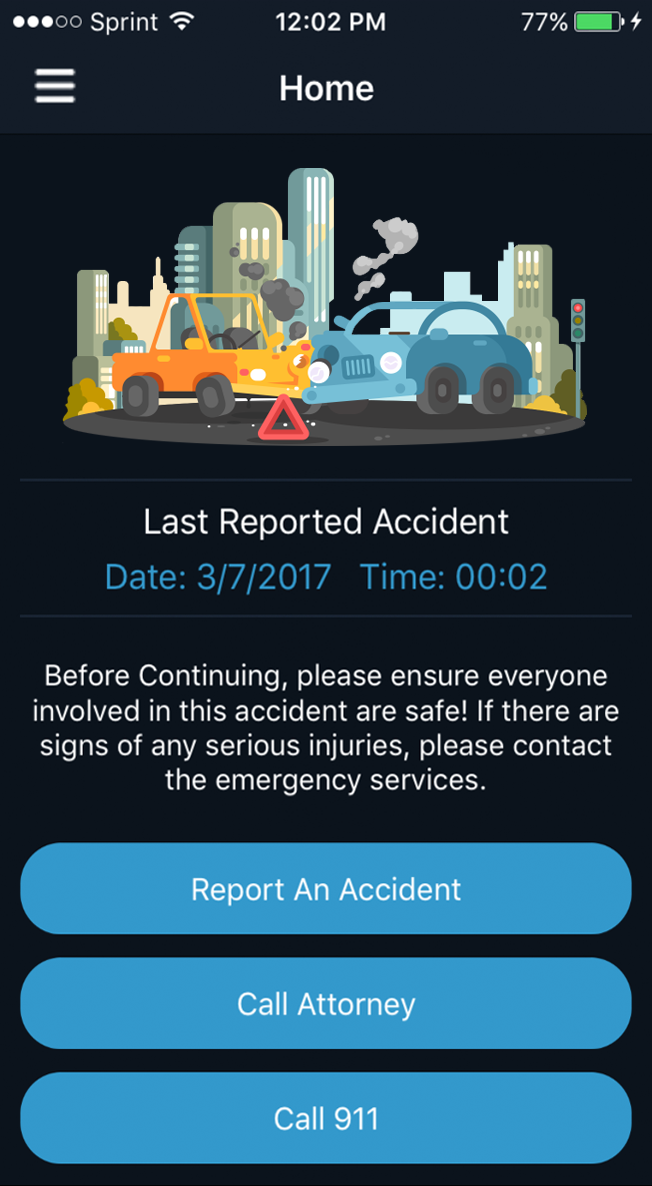 Sprint 12:02 PM 77%
Home
Last Reported Accident
Date: 3/7/2017 Time: 00:02
Before Continuing, please ensure everyone
involved in this accident are safe! If there are
signs of any serious injuries, please contact
the emergency services.
Report An Accident
Call Attorney
Call 911